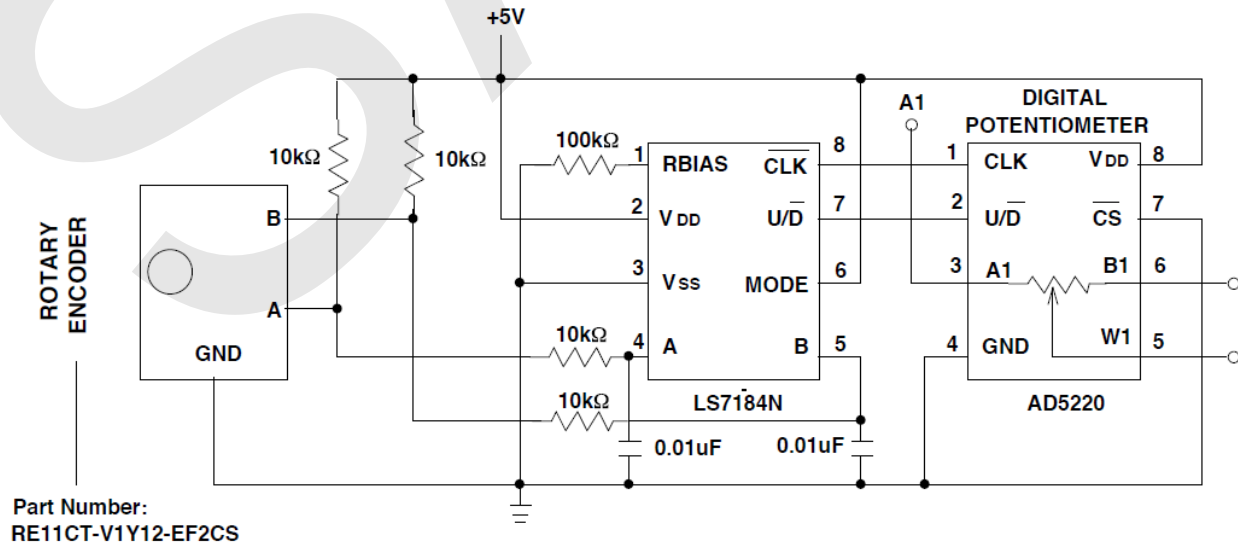 +5V
A1
DIGITAL
POTENTIOMETER
10kΩ
10kΩ
100kΩ
1
RBIAS
CLK
8
1
CLK
VDD
8
2
VDD
U/D
7
2
U/D
CS
7
3
VSS
MODE
6
3
A1
B1
6
10kΩ
4
A
B
5
4
GND
W1
5
ROTARY
ENCODER
B
A
GND
10kΩ
LS7184N
AD5220
0.01uF
0.01uF
Part Number:
RE11CT-V1Y12-EF2CS